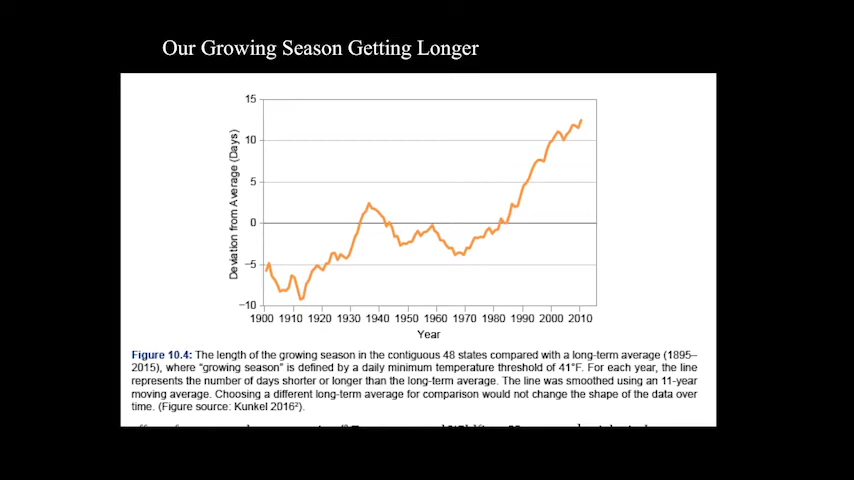 Our Growing Season Getting Longer
15
10
5
0
−5
−10
Deviation from Average (Days)
1900 1910 1920 1930 1940 1950 1960 1970 1980 1990 2000 2010
Year
Figure 10.4: The length of the growing season in the contiguous 48 states compared with a long-term average (1895–
2015), where “growing season” is defined by a daily minimum temperature threshold of 41°F. For each year, the line
represents the number of days shorter or longer than the long-term average. The line was smoothed using an 11-year
moving average. Choosing a different long-term average for comparison would not change the shape of the data over
time. (Figure source: Kunkel 2016²).